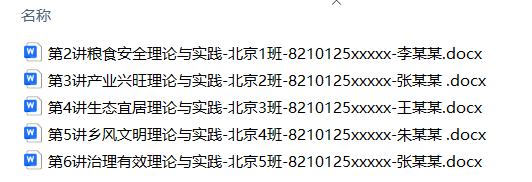 名称
第2讲粮食安全理论与实践-北京1班-8210125xxxxx-李某某.docx
第3讲产业兴旺理论与实践-北京2班-8210125xxxxx-张某某.docx
第4讲生态宜居理论与实践-北京3班-8210125xxxxx-王某某.docx
第5讲乡风文明理论与实践-北京4班-8210125xxxxx-朱某某 .docx
第6讲治理有效理论与实践-北京5班-8210125xxxxx-张某某.docx